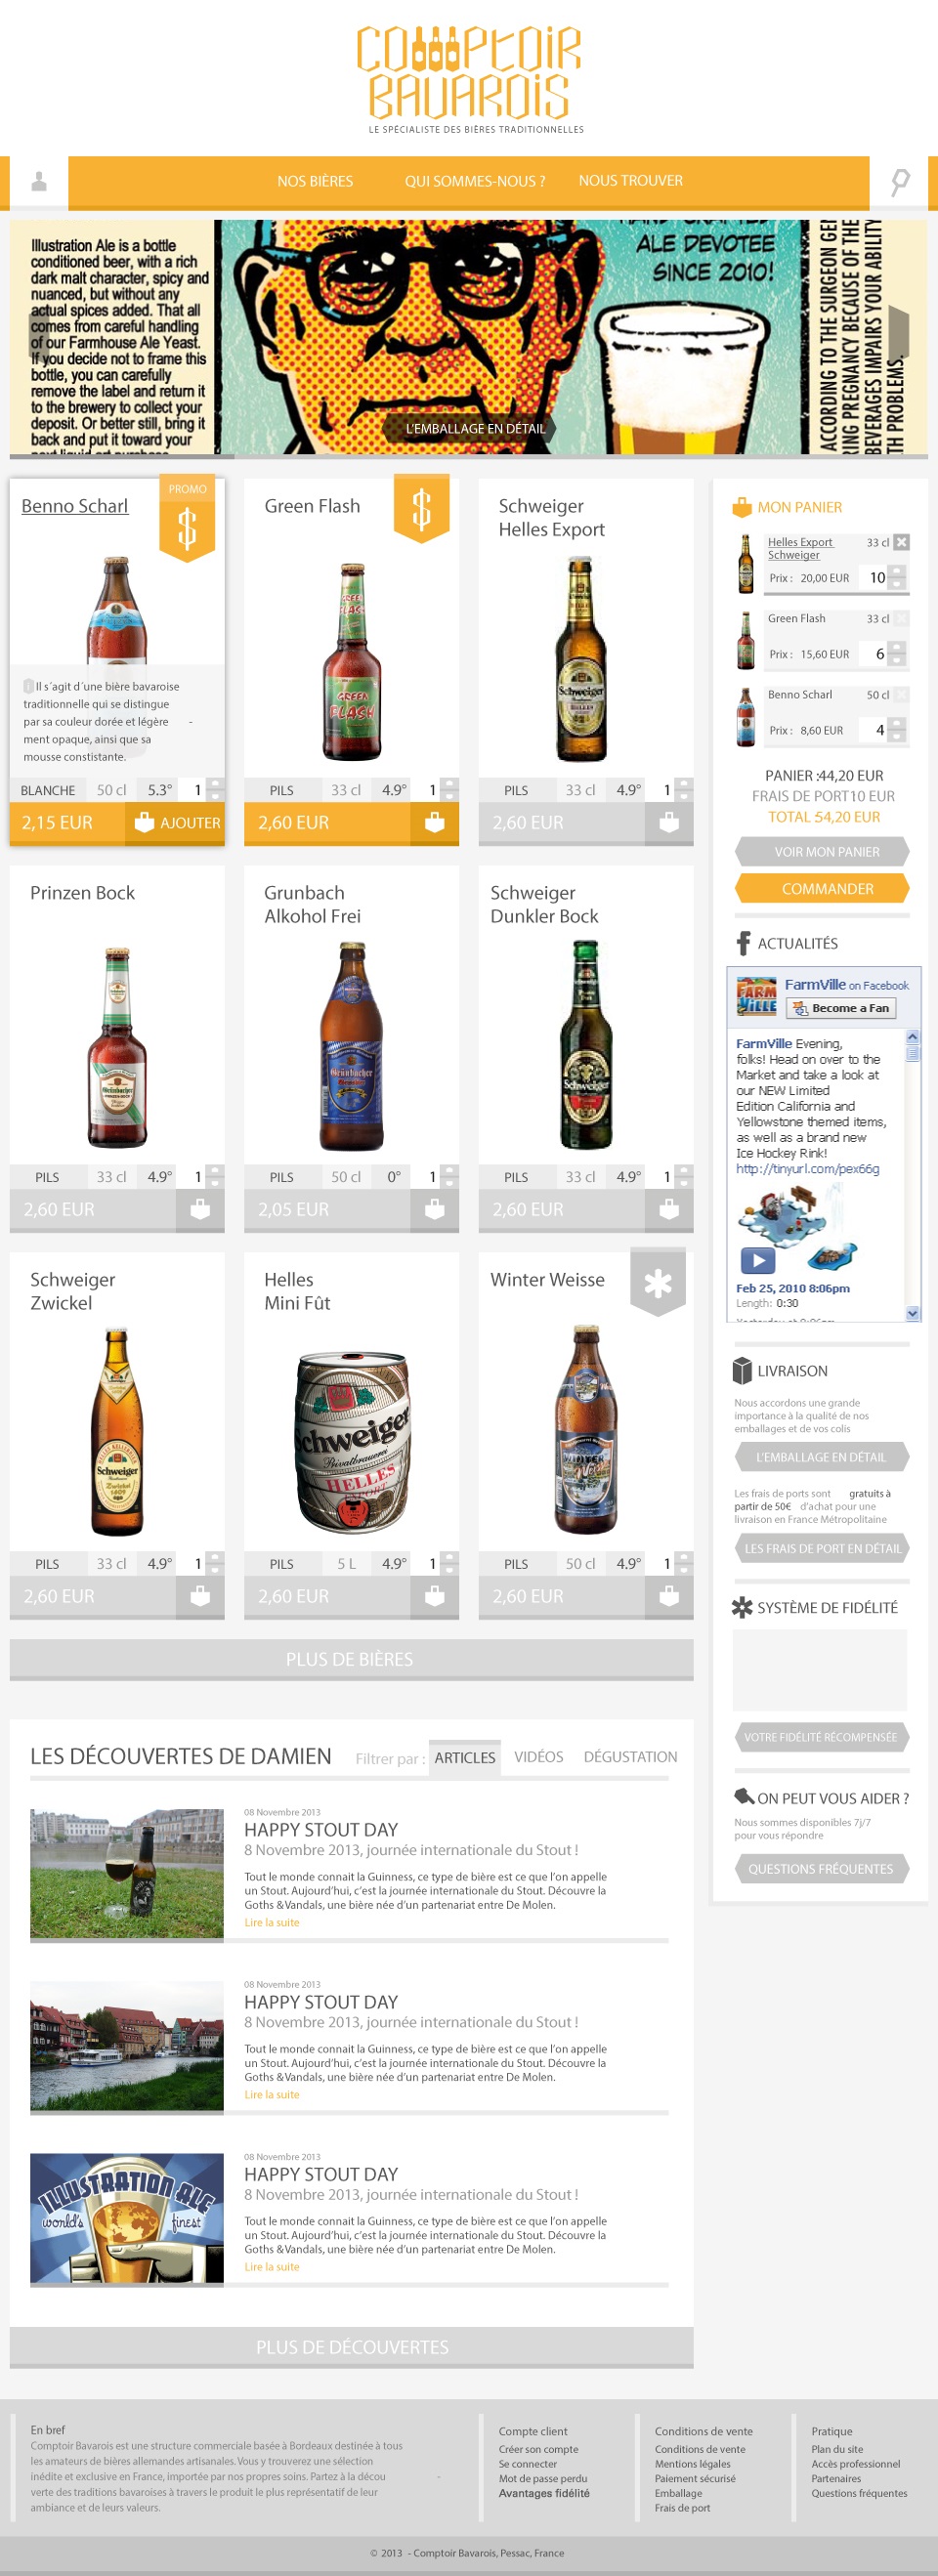 COMPTOIR
BAVAROIS
LE SPÉCIALISTE DES BIÈRES TRADITIONNELLES
NOS BIÈRES
QUI SOMMES-NOUS ?
NOUS TROUVER
Illustration Ale is a bottle
conditioned beer, with a rich
dark malt character, spicy and
nuanced, but without any
actual spices added. That all
comes from careful handling
of our Farmhouse Ale Yeast.
If you decide not to frame this
bottle, you can carefully
remove the label and return it
to the brewery to collect your
deposit. Or better still, bring it
back and put it toward your
ALE DEVOTEE
SINCE 2010!
ACCORDING TO THE SURGEON GE
RING PREGNANCY BECAUSE OF THE
BEVERAGES IMPAIRS YOUR ABILITY
TH PROBLEMS.
L'EMBALLAGE EN DÉTAIL
Benno Scharl
PROMO
$
Il s´agit d´une bière bavaroise
traditionnelle qui se distingue
par sa couleur dorée et légère -
ment opaque, ainsi que sa
mousse constistante.
BLANCHE 50 cl 5.3° 1
2,15 EUR AJOUTER
Green Flash
$
GREEN
FLASH
PILS 33 cl 4.9° 1
2,60 EUR
Schweiger
Helles Export
Schweiger
HELLES
PILS 33 cl 4.9° 1
2,60 EUR
Prinzen Bock
Grünbacher
PRINZEN-BOCK
PILS 33 cl 4.9° 1
2,60 EUR
Grunbach
Alkohol Frei
Grünbacher
PILS 50 cl 0° 1
2,05 EUR
Schweiger
Dunkler Bock
Schweiger
PILS 33 cl 4.9° 1
2,60 EUR
Schweiger
Zwickel
Schweiger
Zwickel
PILS 33 cl 4.9° 1
2,60 EUR
Helles
Mini Fût
Schweiger
Privatbrauerei
HELLES
PILS 5 L 4.9° 1
2,60 EUR
Winter Weisse
WINTER
PILS 50 cl 4.9° 1
2,60 EUR
PLUS DE BIÈRES
MON PANIER
Helles Export 33 cl
Schweiger
Prix : 20,00 EUR 10
Green Flash 33 cl
Prix : 15,60 EUR 6
Benno Scharl 50 cl
Prix : 8,60 EUR 4
PANIER :44,20 EUR
FRAIS DE PORT10 EUR
TOTAL :54,20 EUR
VOIR MON PANIER
COMMANDER
ACTUALITÉS
FARM
VILLE
FarmVille on Facebook
Become a Fan
FarmVille Evening,
folks! Head on over to the
Market and take a look at
our NEW Limited
Edition California and
Yellowstone themed items,
as well as a brand new
Ice Hockey Rink!
http://tinyurl.com/pex66g
Feb 25, 2010 8:06pm
Length: 0:30
LIVRAISON
Nous accordons une grande
importance à la qualité de nos
emballages et de vos colis
L'EMBALLAGE EN DÉTAIL
Les frais de ports sont gratuits à
partir de 50€ d'achat pour une
livraison en France Métropolitaine
LES FRAIS DE PORT EN DÉTAIL
SYSTÈME DE FIDÉLITÉ
VOTRE FIDÉLITÉ RÉCOMPENSÉE
ON PEUT VOUS AIDER ?
Nous sommes disponibles 7j/7
pour vous répondre
QUESTIONS FRÉQUENTES
LES DÉCOUVERTES DE DAMIEN
Filtrer par : ARTICLES VIDÉOS DÉGUSTATION
08 Novembre 2013
HAPPY STOUT DAY
8 Novembre 2013, journée internationale du Stout !
Tout le monde connait la Guinness, ce type de bière est ce que l'on appelle
un Stout. Aujourd'hui, c'est la journée internationale du Stout. Découvre la
Goths & Vandals, une bière née d'un partenariat entre De Molen.
Lire la suite
08 Novembre 2013
HAPPY STOUT DAY
8 Novembre 2013, journée internationale du Stout !
Tout le monde connait la Guinness, ce type de bière est ce que l'on appelle
un Stout. Aujourd'hui, c'est la journée internationale du Stout. Découvre la
Goths & Vandals, une bière née d'un partenariat entre De Molen.
Lire la suite
ILLUSTRATION ALE
world's finest
08 Novembre 2013
HAPPY STOUT DAY
8 Novembre 2013, journée internationale du Stout !
Tout le monde connait la Guinness, ce type de bière est ce que l'on appelle
un Stout. Aujourd'hui, c'est la journée internationale du Stout. Découvre la
Goths & Vandals, une bière née d'un partenariat entre De Molen.
Lire la suite
PLUS DE DÉCOUVERTES
En bref
Comptoir Bavarois est une structure commerciale basée à Bordeaux destinée à tous
les amateurs de bières allemandes artisanales. Vous y trouverez une sélection
inédite et exclusive en France, importée par nos propres soins. Partez à la décou -
verte des traditions bavaroises à travers le produit le plus représentatif de leur
ambiance et de leurs valeurs.
Compte client
Créer son compte
Se connecter
Mot de passe perdu
Avantages fidélité
Conditions de vente
Conditions de vente
Mentions légales
Paiement sécurisé
Emballage
Frais de port
Pratique
Plan du site
Accès professionnel
Partenaires
Questions fréquentes
© 2013 - Comptoir Bavarois, Pessac, France